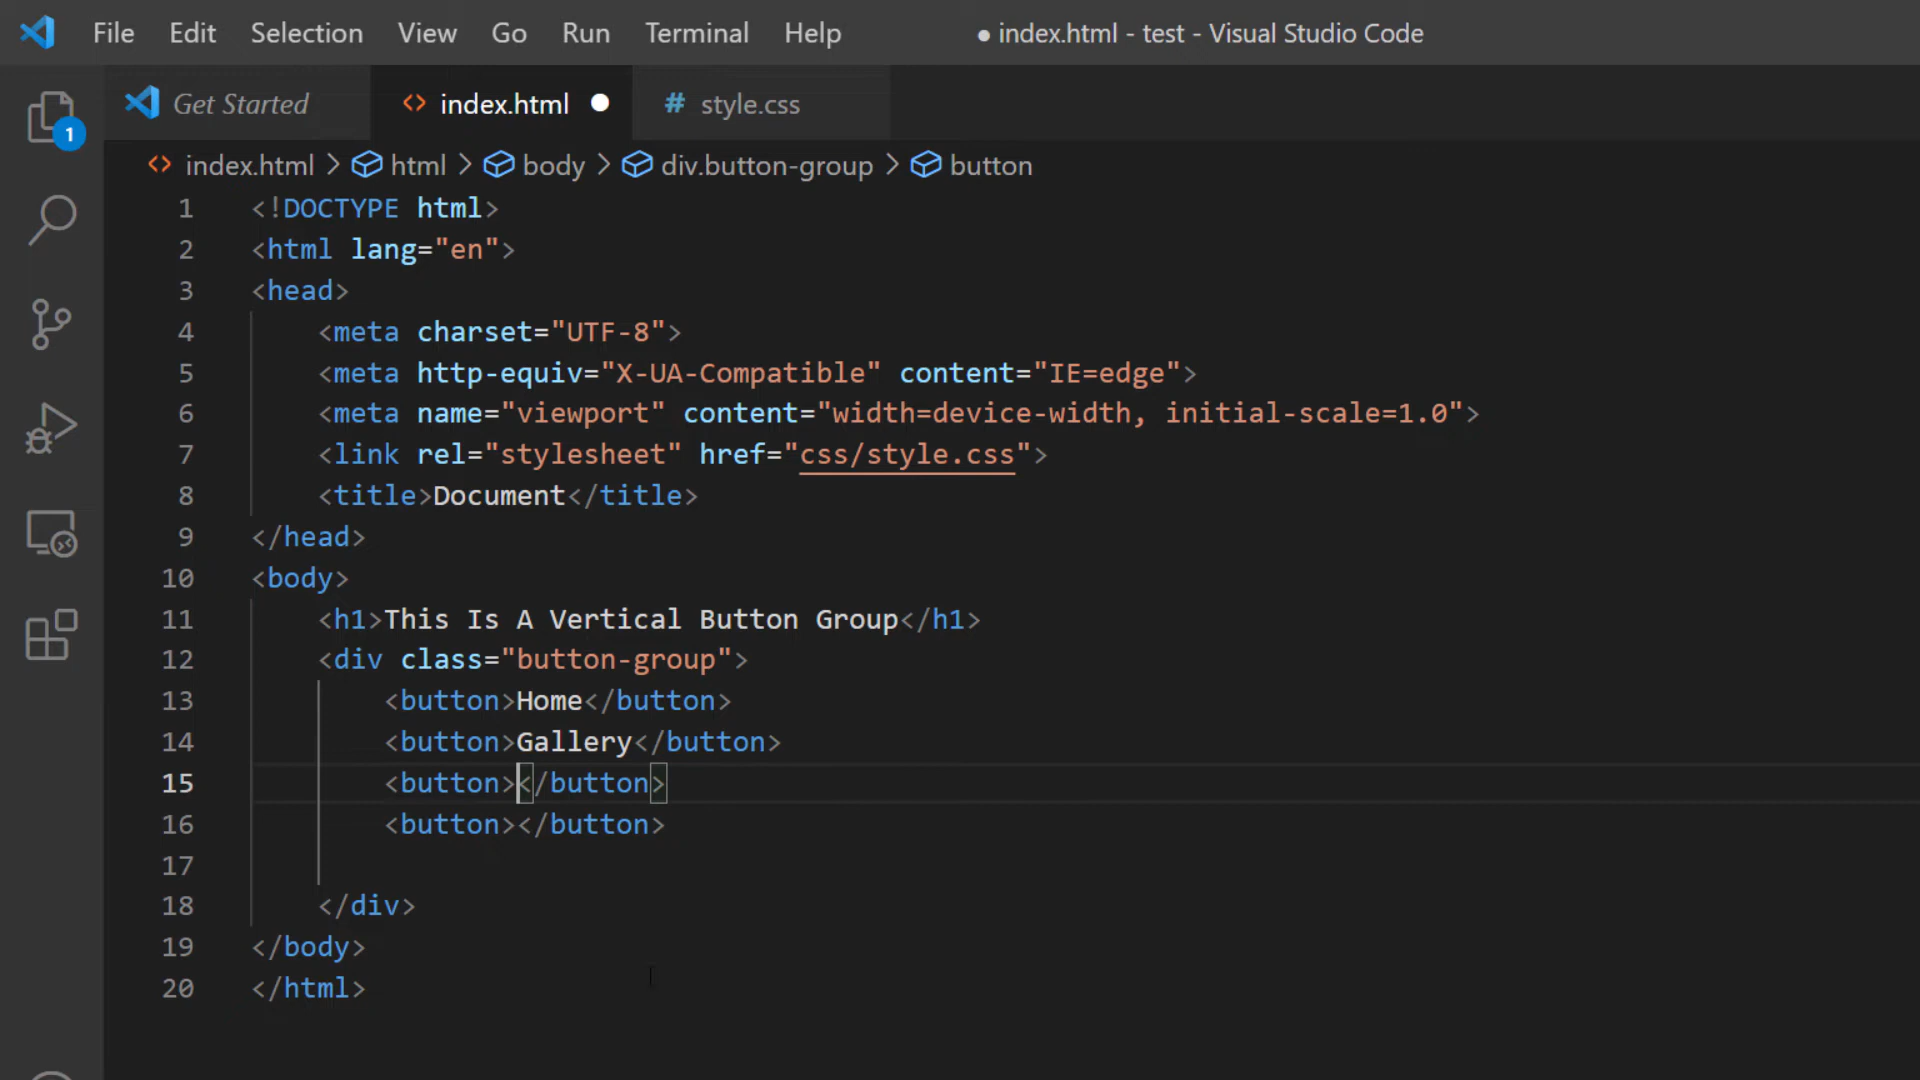 File Edit Selection View Go Run Terminal Help ● index.html - test - Visual Studio Code
Get Started <> index.html ● # style.css
1
<> index.html > html > body > div.button-group > button
1 <!DOCTYPE html>
2 <html lang="en">
3 <head>
4 <meta charset="UTF-8">
5 <meta http-equiv="X-UA-Compatible" content="IE=edge">
6 <meta name="viewport" content="width=device-width, initial-scale=1.0">
7 <link rel="stylesheet" href="css/style.css">
8 <title>Document</title>
9 </head>
10 <body>
11 <h1>This Is A Vertical Button Group</h1>
12 <div class="button-group">
13 <button>Home</button>
14 <button>Gallery</button>
15 <button></button>
16 <button></button>
17
18 </div>
19 </body>
20 </html>